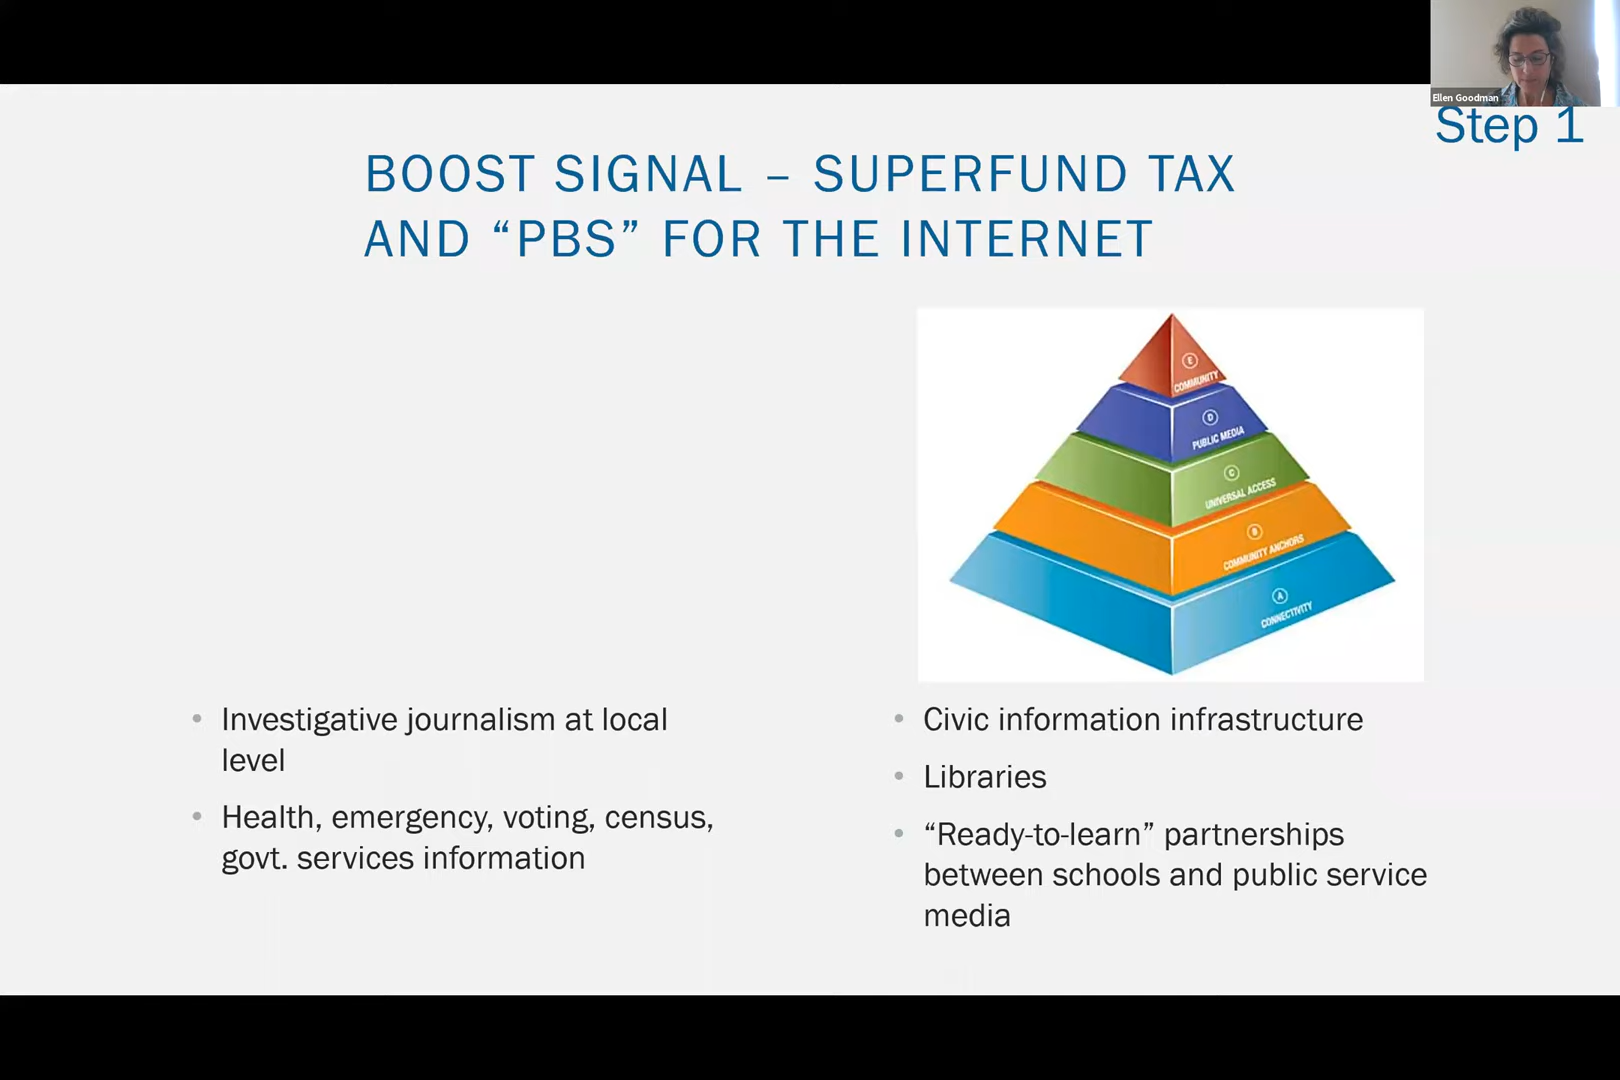 Ellen Goodman
Step 1
BOOST SIGNAL – SUPERFUND TAX
AND “PBS” FOR THE INTERNET
E
COMMUNITY
D
PUBLIC MEDIA
C
UNIVERSAL ACCESS
B
COMMUNITY ANCHORS
A
CONNECTIVITY
• Investigative journalism at local
level
• Health, emergency, voting, census,
govt. services information
• Civic information infrastructure
• Libraries
• “Ready-to-learn” partnerships
between schools and public service
media